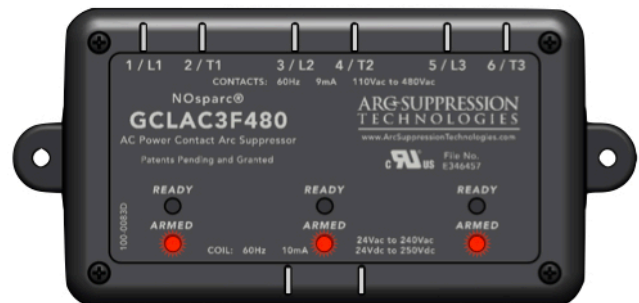 1 / L1 2 / T1 3 / L2 4 / T2 5 / L3 6 / T3
CONTACTS: 60Hz 9mA 110Vac to 480Vac
NOsparc®
GCLAC3F480
AC Power Contact Arc Suppressor
Patents Pending and Granted
ARC SUPPRESSION
TECHNOLOGIES
www.ArcSuppressionTechnologies.com
c RU US
File No.
E346457
READY READY READY
ARMED ARMED ARMED
100-0083D
COIL: 60Hz 10mA
24Vac to 240Vac
24Vdc to 250Vdc